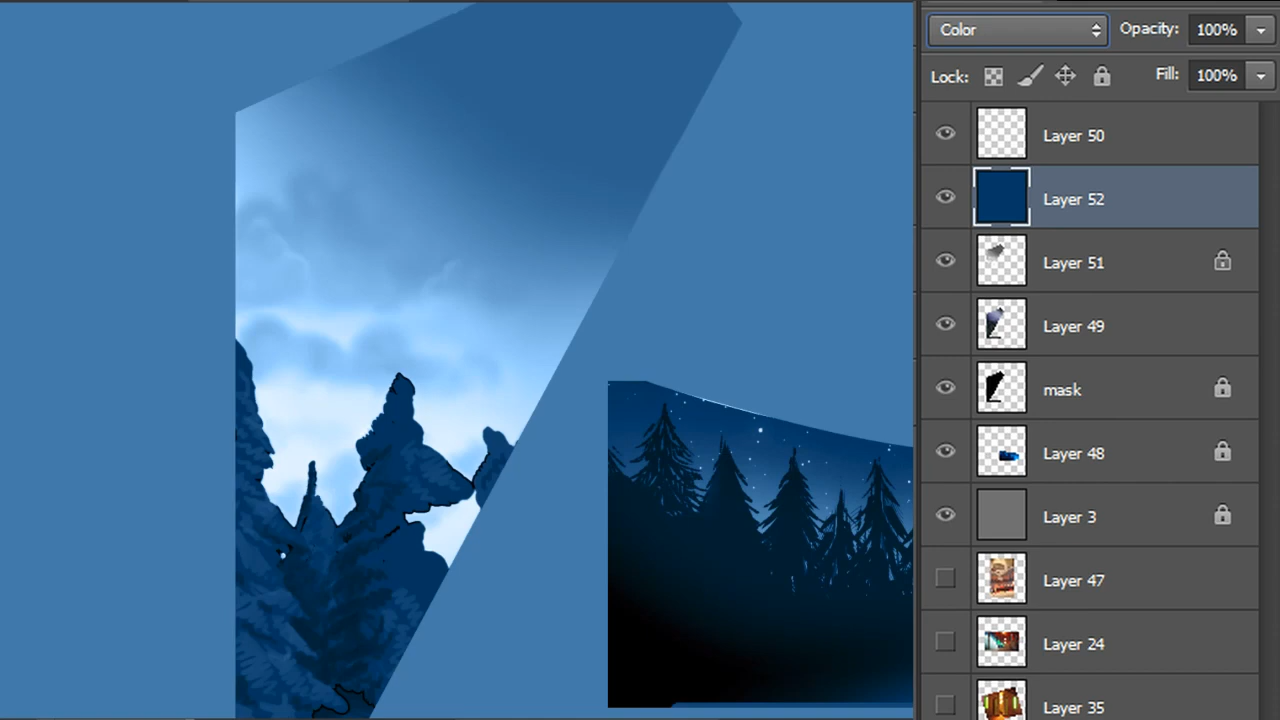 Color
Opacity: 100%
Lock:
Fill: 100%
Layer 50
Layer 52
Layer 51
Layer 49
mask
Layer 48
Layer 3
Layer 47
Layer 24
Layer 35